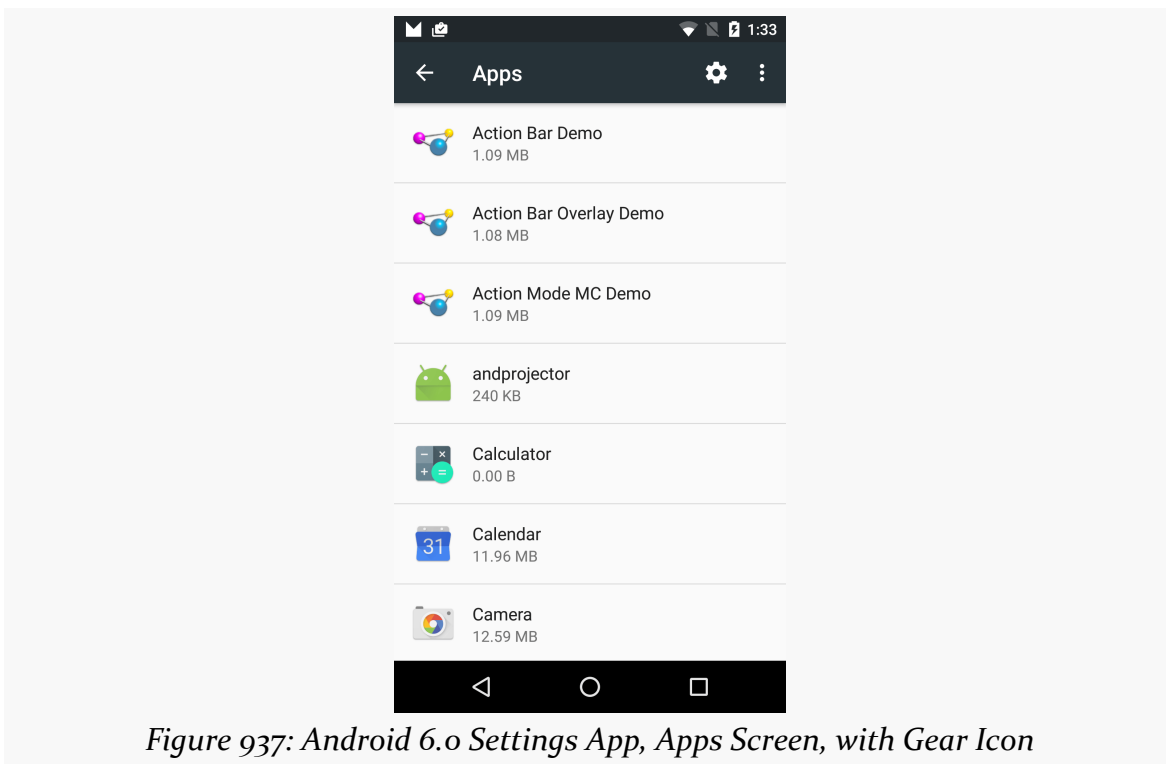 1:33
Apps
Action Bar Demo
1.09 MB
Action Bar Overlay Demo
1.08 MB
Action Mode MC Demo
1.09 MB
andprojector
240 KB
Calculator
0.00 B
31
Calendar
11.96 MB
Camera
12.59 MB
Figure 937: Android 6.0 Settings App, Apps Screen, with Gear Icon